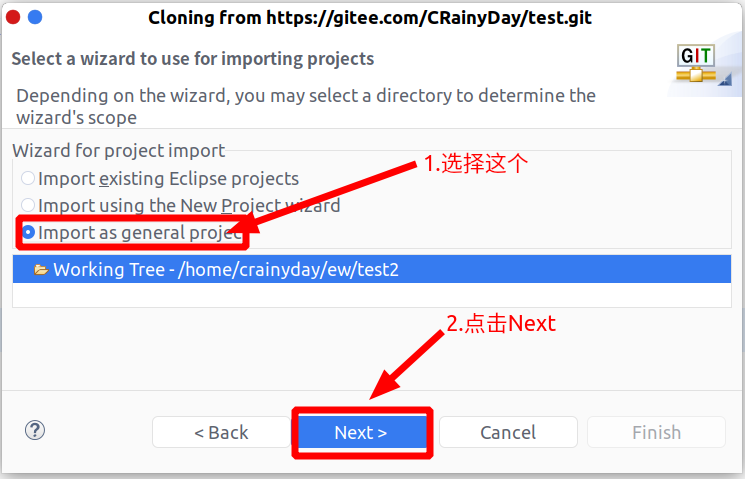 Cloning from https://gitee.com/CRainyDay/test.git
Select a wizard to use for importing projects
GIT
Depending on the wizard, you may select a directory to determine the
wizard's scope
Wizard for project import
1.选择这个
Import existing Eclipse projects
Import using the New Project wizard
Import as general project
Working Tree - /home/crainyday/ew/test2
2.点击Next
?
< Back
Next >
Cancel
Finish